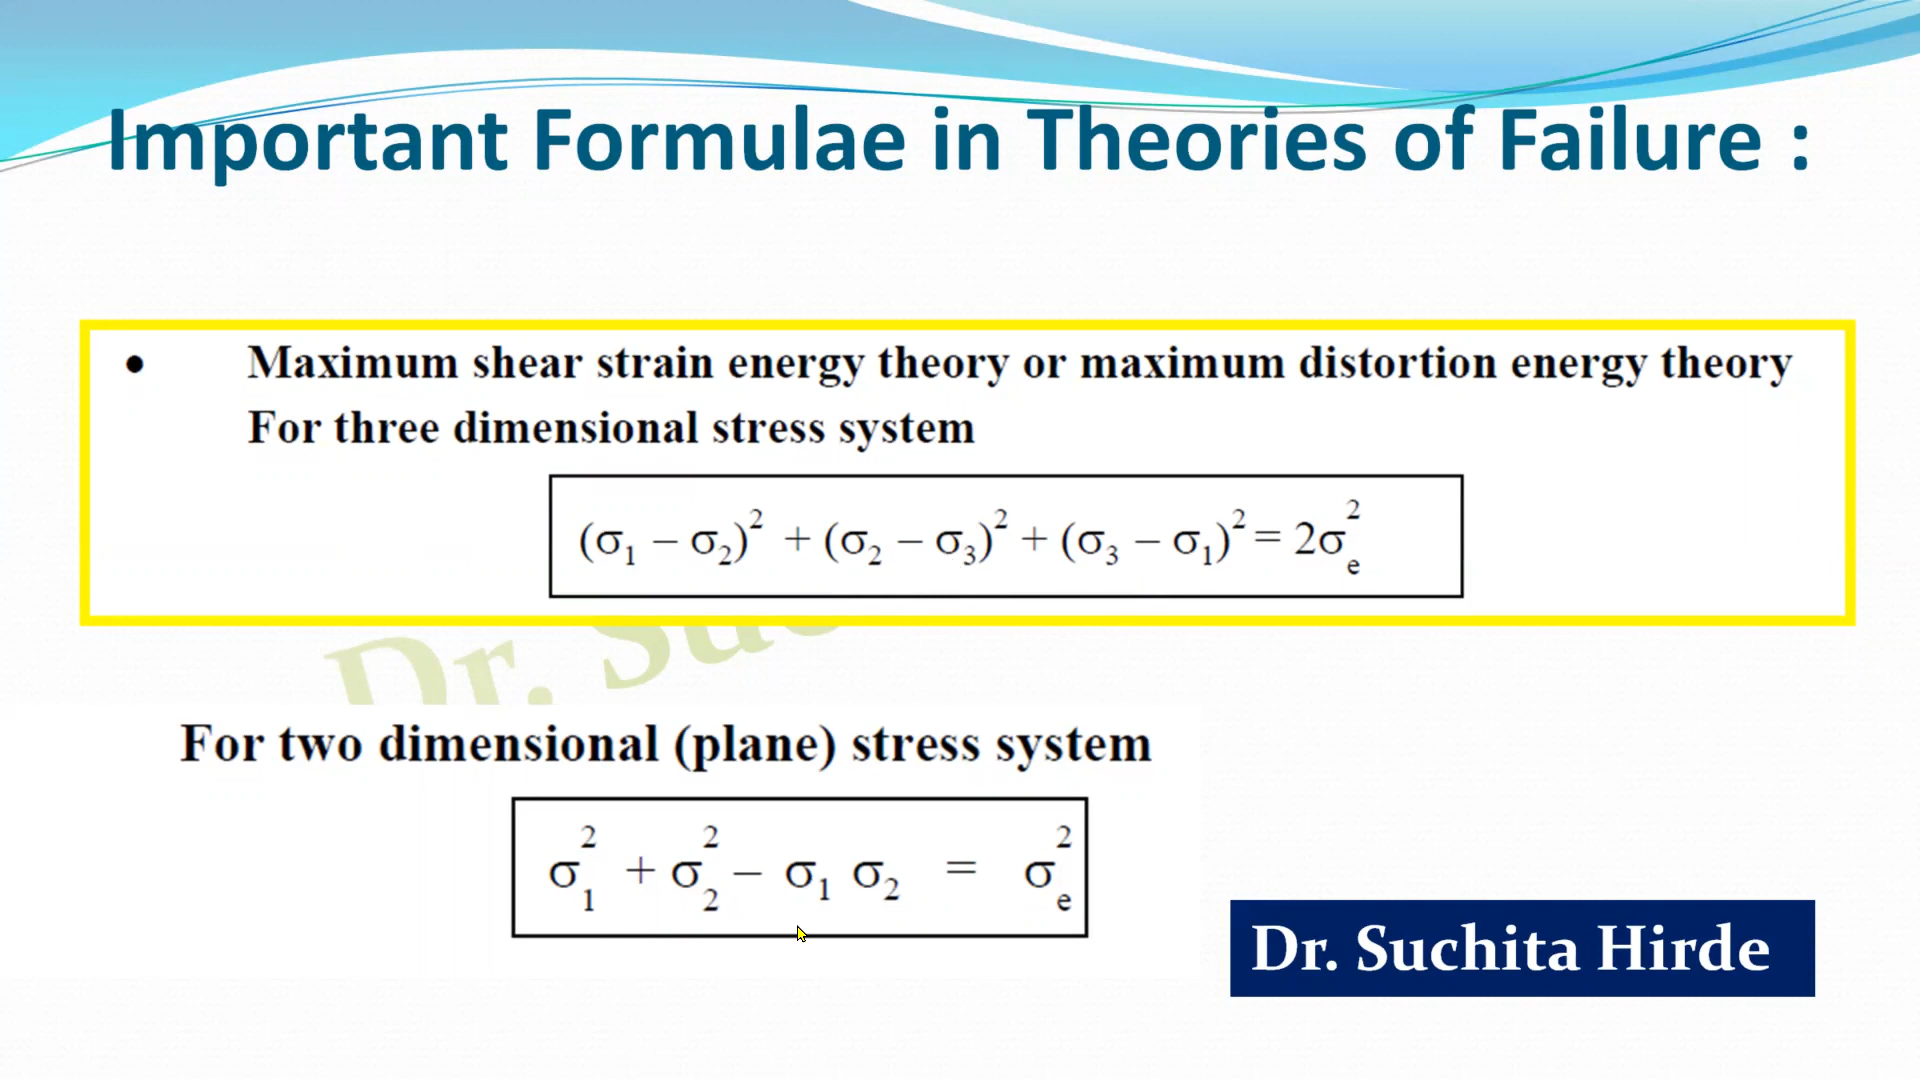 Important Formulae in Theories of Failure :
• Maximum shear strain energy theory or maximum distortion energy theory
For three dimensional stress system
(σ₁ − σ₂)² + (σ₂ − σ₃)² + (σ₃ − σ₁)² = 2σₑ²
Dr.
For two dimensional (plane) stress system
σ₁² + σ₂² − σ₁ σ₂ = σₑ²
Dr. Suchita Hirde